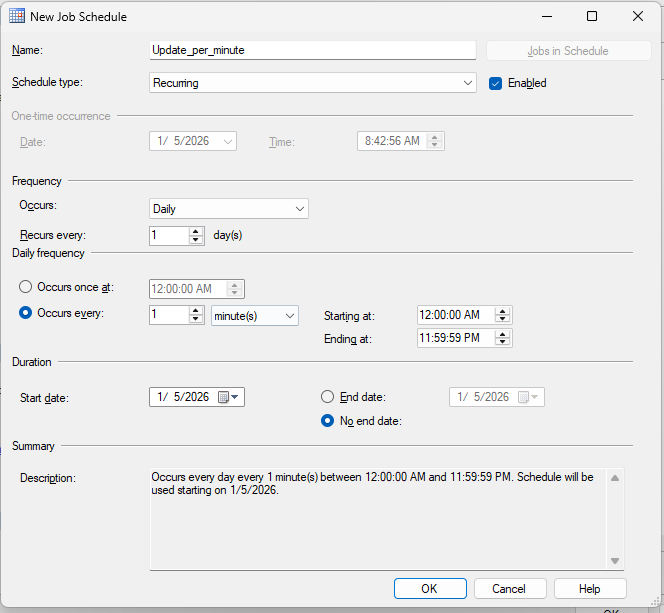 New Job Schedule
Name: Update_per_minute Jobs in Schedule
Schedule type: Recurring Enabled
One-time occurrence
Date: 1/ 5/2026 Time: 8:42:56 AM
Frequency
Occurs: Daily
Recurs every: 1 day(s)
Daily frequency
Occurs once at: 12:00:00 AM
Occurs every: 1 minute(s) Starting at: 12:00:00 AM
Ending at: 11:59:59 PM
Duration
Start date: 1/ 5/2026 End date: 1/ 5/2026
No end date:
Summary
Description: Occurs every day every 1 minute(s) between 12:00:00 AM and 11:59:59 PM. Schedule will be
used starting on 1/5/2026.
OK Cancel Help